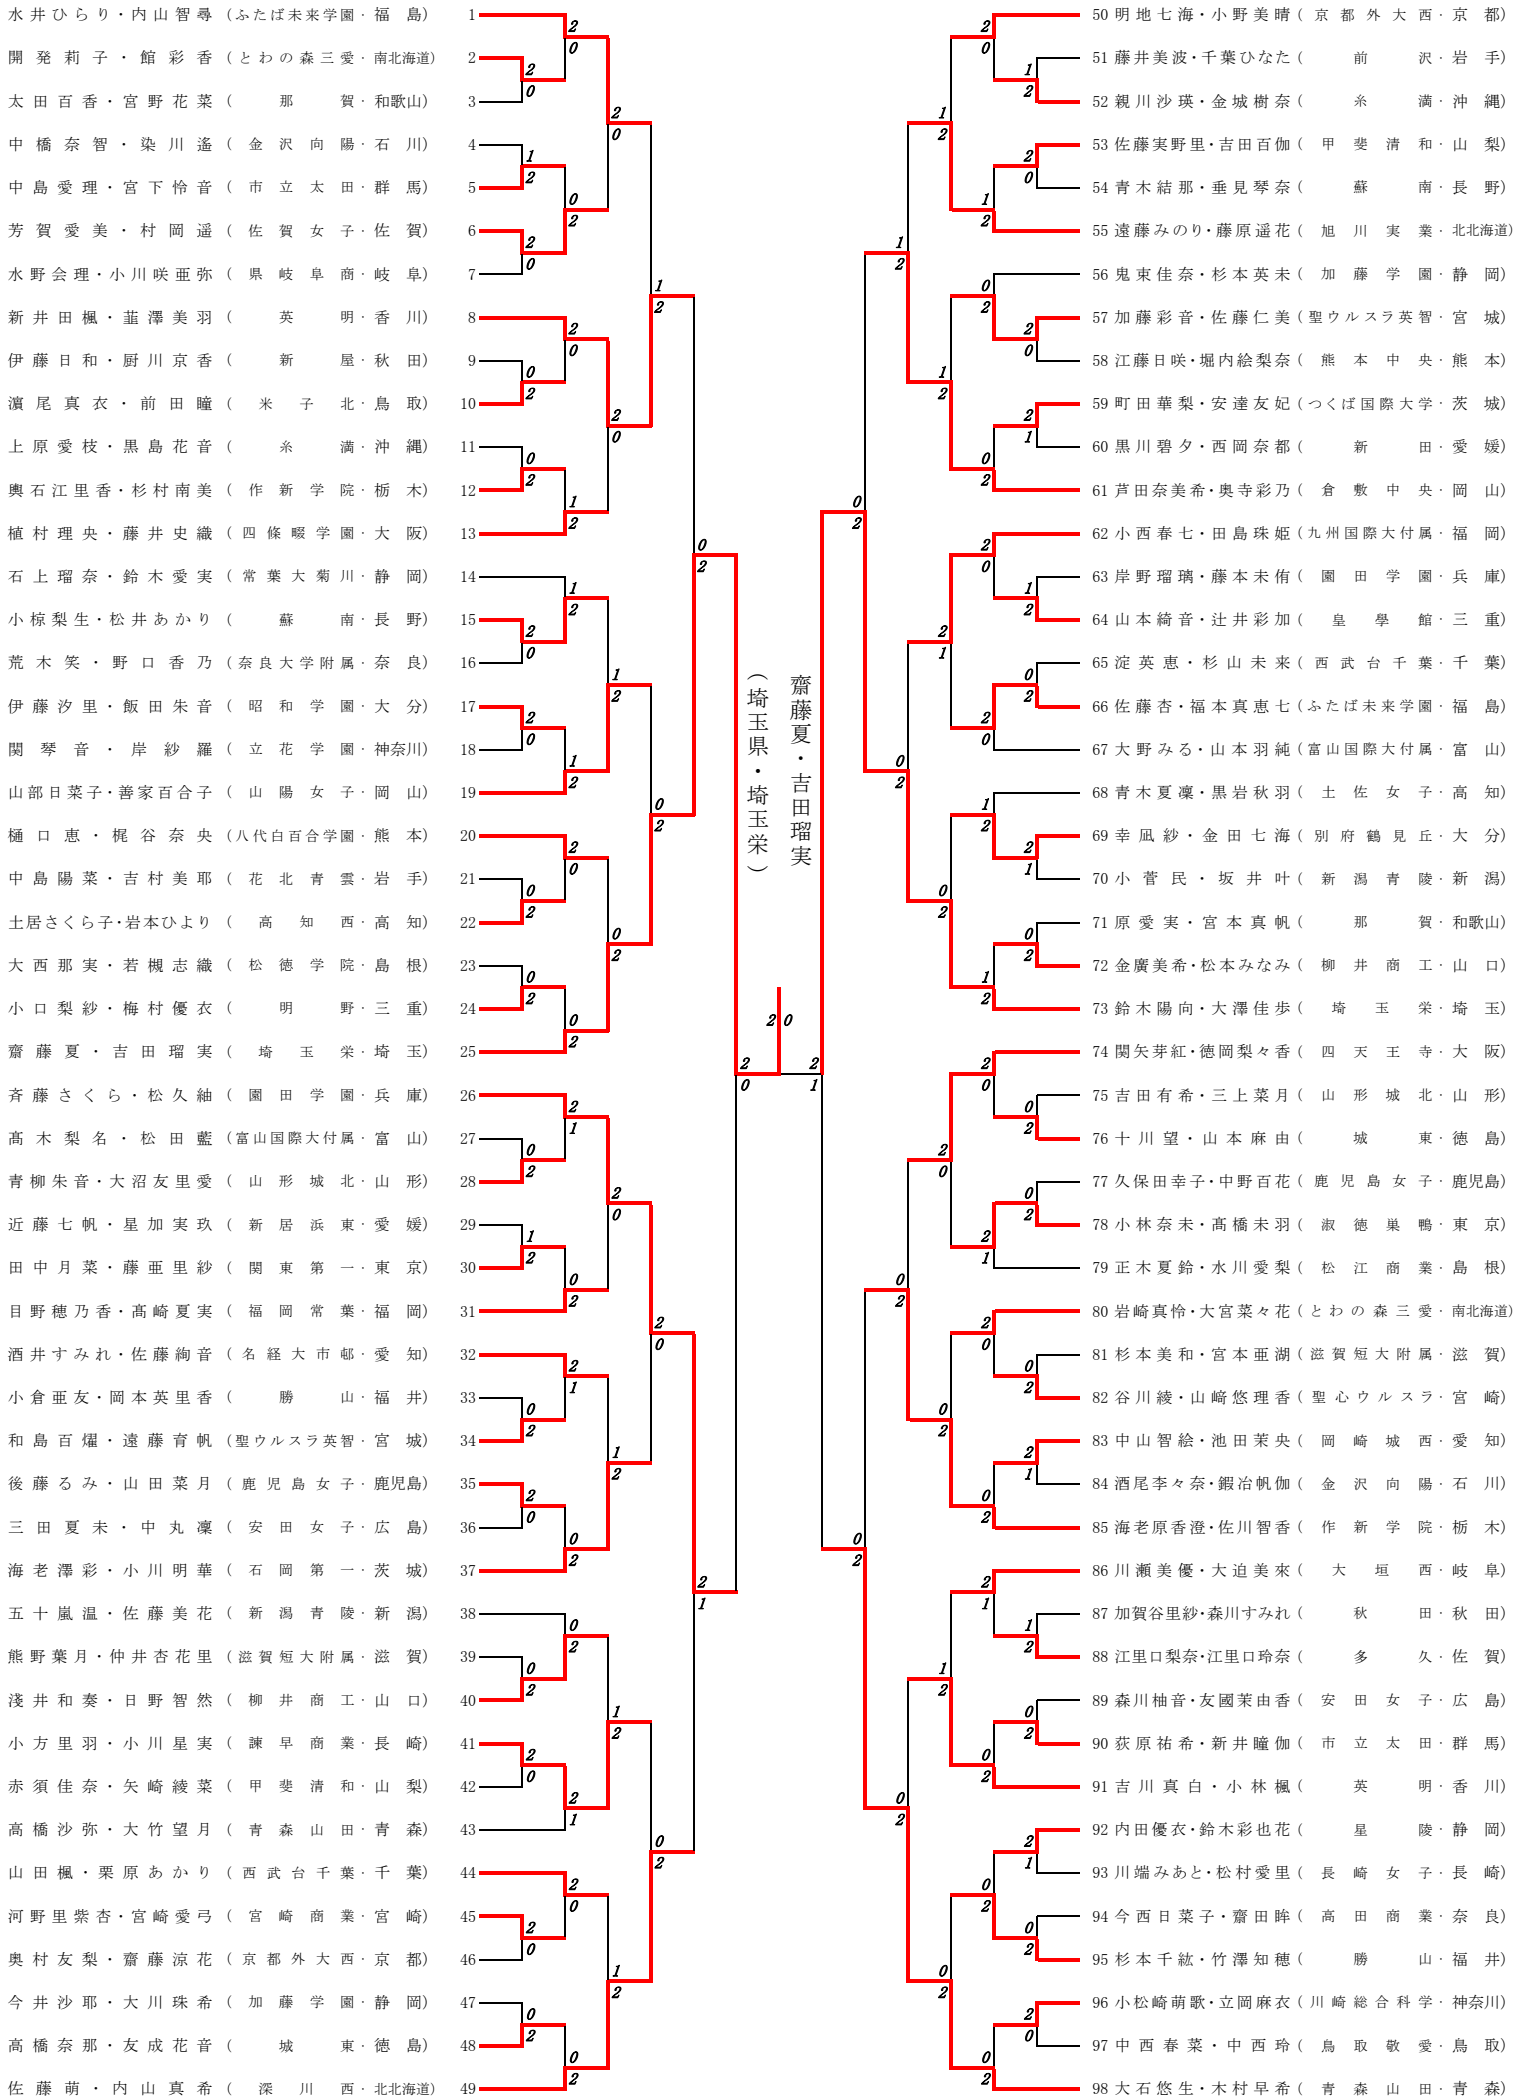 水井ひらり・内山智尋 (ふたば未来学園・福島) 1
開発莉子・館彩香 (とわの森三愛・南北海道) 2
太田百香・宮野花菜 (那賀・和歌山) 3
中橋奈智・染川遙 (金沢向陽・石川) 4
中島愛理・宮下怜音 (市立太田・群馬) 5
芳賀愛美・村岡遥 (佐賀女子・佐賀) 6
水野会理・小川咲亜弥 (県岐阜商・岐阜) 7
新井田楓・韮澤美羽 (英明・香川) 8
伊藤日和・厨川京香 (新屋・秋田) 9
濵尾真衣・前田瞳 (米子北・鳥取) 10
上原愛枝・黒島花音 (糸満・沖縄) 11
輿石江里香・杉村南美 (作新学院・栃木) 12
植村理央・藤井史織 (四條畷学園・大阪) 13
石上瑠奈・鈴木愛実 (常葉大菊川・静岡) 14
小椋梨生・松井あかり (蘇南・長野) 15
荒木笑・野口香乃 (奈良大学附属・奈良) 16
伊藤汐里・飯田朱音 (昭和学園・大分) 17
関琴音・岸紗羅 (立花学園・神奈川) 18
山部日菜子・善家百合子 (山陽女子・岡山) 19
樋口恵・梶谷奈央 (八代白百合学園・熊本) 20
中島陽菜・吉村美耶 (花北青雲・岩手) 21
土居さくら子・岩本ひより (高知西・高知) 22
大西那実・若槻志織 (松徳学院・島根) 23
小口梨紗・梅村優衣 (明野・三重) 24
齋藤夏・吉田瑠実 (埼玉栄・埼玉) 25
斉藤さくら・松久紬 (園田学園・兵庫) 26
髙木梨名・松田藍 (富山国際大付属・富山) 27
青柳朱音・大沼友里愛 (山形城北・山形) 28
近藤七帆・星加実玖 (新居浜東・愛媛) 29
田中月菜・藤亜里紗 (関東第一・東京) 30
目野穂乃香・髙崎夏実 (福岡常葉・福岡) 31
酒井すみれ・佐藤絢音 (名経大市邨・愛知) 32
小倉亜友・岡本英里香 (勝山・福井) 33
和島百燿・遠藤育帆 (聖ウルスラ英智・宮城) 34
後藤るみ・山田菜月 (鹿児島女子・鹿児島) 35
三田夏未・中丸凜 (安田女子・広島) 36
海老澤彩・小川明華 (石岡第一・茨城) 37
五十嵐温・佐藤美花 (新潟青陵・新潟) 38
熊野葉月・仲井杏花里 (滋賀短大附属・滋賀) 39
淺井和奏・日野智然 (柳井商工・山口) 40
小方里羽・小川星実 (諫早商業・長崎) 41
赤須佳奈・矢崎綾菜 (甲斐清和・山梨) 42
高橋沙弥・大竹望月 (青森山田・青森) 43
山田楓・栗原あかり (西武台千葉・千葉) 44
河野里紫杏・宮崎愛弓 (宮崎商業・宮崎) 45
奥村友梨・齋藤涼花 (京都外大西・京都) 46
今井沙耶・大川珠希 (加藤学園・静岡) 47
高橋奈那・友成花音 (城東・徳島) 48
佐藤萌・内山真希 (深川西・北北海道) 49
齋藤夏・吉田瑠実
(埼玉県・埼玉栄)
2 0
50 明地七海・小野美晴 (京都外大西・京都)
51 藤井美波・千葉ひなた (前沢・岩手)
52 親川沙瑛・金城樹奈 (糸満・沖縄)
53 佐藤実野里・吉田百伽 (甲斐清和・山梨)
54 青木結那・垂見琴奈 (蘇南・長野)
55 遠藤みのり・藤原遥花 (旭川実業・北北海道)
56 鬼束佳奈・杉本英未 (加藤学園・静岡)
57 加藤彩音・佐藤仁美 (聖ウルスラ英智・宮城)
58 江藤日咲・堀内絵梨奈 (熊本中央・熊本)
59 町田華梨・安達友妃 (つくば国際大学・茨城)
60 黒川碧夕・西岡奈都 (新田・愛媛)
61 芦田奈美希・奥寺彩乃 (倉敷中央・岡山)
62 小西春七・田島珠姫 (九州国際大付属・福岡)
63 岸野瑠璃・藤本未侑 (園田学園・兵庫)
64 山本綺音・辻井彩加 (皇學館・三重)
65 淀英恵・杉山未来 (西武台千葉・千葉)
66 佐藤杏・福本真恵七 (ふたば未来学園・福島)
67 大野みる・山本羽純 (富山国際大付属・富山)
68 青木夏凜・黒岩秋羽 (土佐女子・高知)
69 幸凪紗・金田七海 (別府鶴見丘・大分)
70 小菅民・坂井叶 (新潟青陵・新潟)
71 原愛実・宮本真帆 (那賀・和歌山)
72 金廣美希・松本みなみ (柳井商工・山口)
73 鈴木陽向・大澤佳歩 (埼玉栄・埼玉)
74 関矢芽紅・徳岡梨々香 (四天王寺・大阪)
75 吉田有希・三上菜月 (山形城北・山形)
76 十川望・山本麻由 (城東・徳島)
77 久保田幸子・中野百花 (鹿児島女子・鹿児島)
78 小林奈未・髙橋未羽 (淑徳巣鴨・東京)
79 正木夏鈴・水川愛梨 (松江商業・島根)
80 岩崎真怜・大宮菜々花 (とわの森三愛・南北海道)
81 杉本美和・宮本亜湖 (滋賀短大附属・滋賀)
82 谷川綾・山﨑悠理香 (聖心ウルスラ・宮崎)
83 中山智絵・池田茉央 (岡崎城西・愛知)
84 酒尾李々奈・鍜冶帆伽 (金沢向陽・石川)
85 海老原香澄・佐川智香 (作新学院・栃木)
86 川瀬美優・大迫美來 (大垣西・岐阜)
87 加賀谷里紗・森川すみれ (秋田・秋田)
88 江里口梨奈・江里口玲奈 (多久・佐賀)
89 森川柚音・友國茉由香 (安田女子・広島)
90 荻原祐希・新井瞳伽 (市立太田・群馬)
91 吉川真白・小林楓 (英明・香川)
92 内田優衣・鈴木彩也花 (星陵・静岡)
93 川端みあと・松村愛里 (長崎女子・長崎)
94 今西日菜子・齋田眸 (高田商業・奈良)
95 杉本千紘・竹澤知穂 (勝山・福井)
96 小松崎萌歌・立岡麻衣 (川崎総合科学・神奈川)
97 中西春菜・中西玲 (鳥取敬愛・鳥取)
98 大石悠生・木村早希 (青森山田・青森)